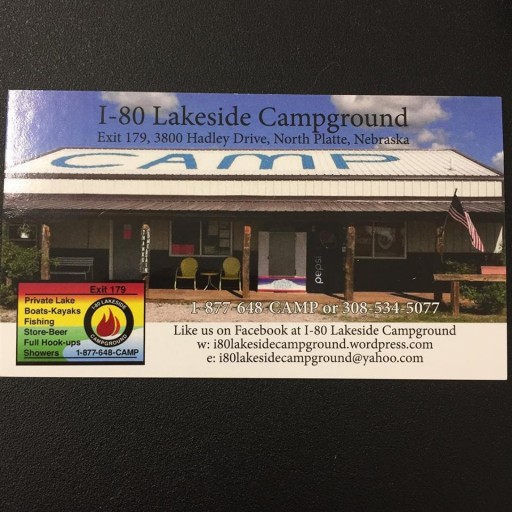 I-80 Lakeside Campground
Exit 179, 3800 Hadley Drive, North Platte, Nebraska
CAMP
pepsi
1-877-648-CAMP or 308-534-5077
Exit 179
Private Lake
Boats-Kayaks
Fishing
Store-Beer
Full Hook-ups
Showers 1-877-648-CAMP
I-80 LAKESIDE
CAMPGROUND
Like us on Facebook at I-80 Lakeside Campground
w: i80lakesidecampground.wordpress.com
e: i80lakesidecampground@yahoo.com